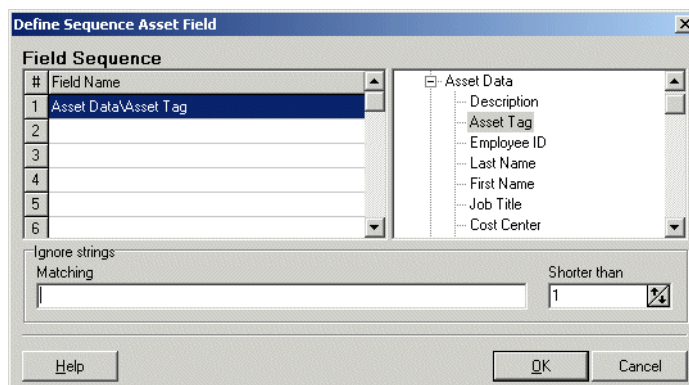 Define Sequence Asset Field
Field Sequence
# Field Name
1 Asset Data\Asset Tag
2
3
4
5
6
Asset Data
Description
Asset Tag
Employee ID
Last Name
First Name
Job Title
Cost Center
Ignore strings
Matching
Shorter than
1
Help
OK
Cancel